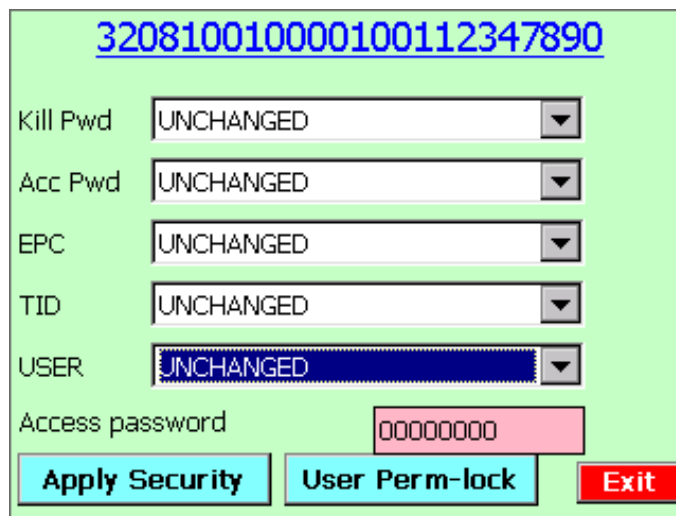 320810010000100112347890
Kill Pwd UNCHANGED
Acc Pwd UNCHANGED
EPC UNCHANGED
TID UNCHANGED
USER UNCHANGED
Access password 00000000
Apply Security User Perm-lock Exit